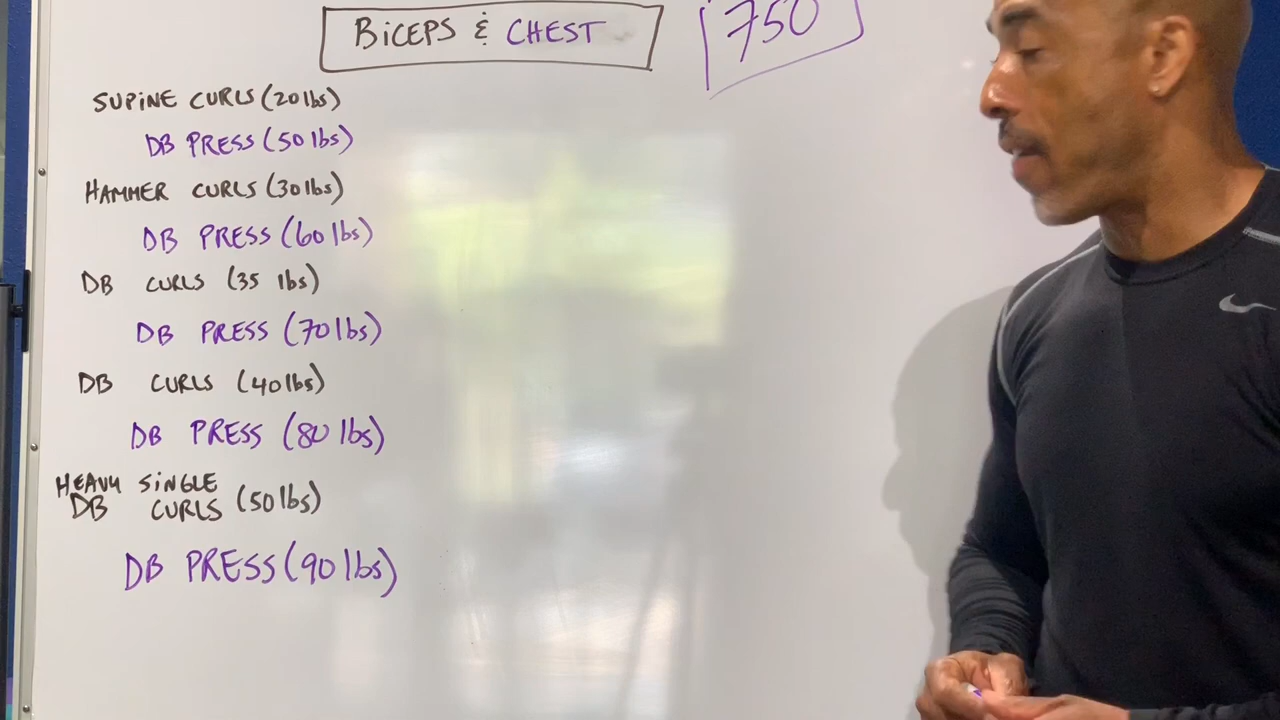 BiCEPS & CHEST
750
SUPiNE CURLS (20 lbs)
DB PRESS (50 lbs)
HAMMER CURLS (30 lbs)
DB PRESS (60 lbs)
DB CURLS (35 lbs)
DB PRESS (70 lbs)
DB CURLS (40 lbs)
DB PRESS (80 lbs)
HEAVY SiNGLE
DB CURLS (50 lbs)
DB PRESS (90 lbs)